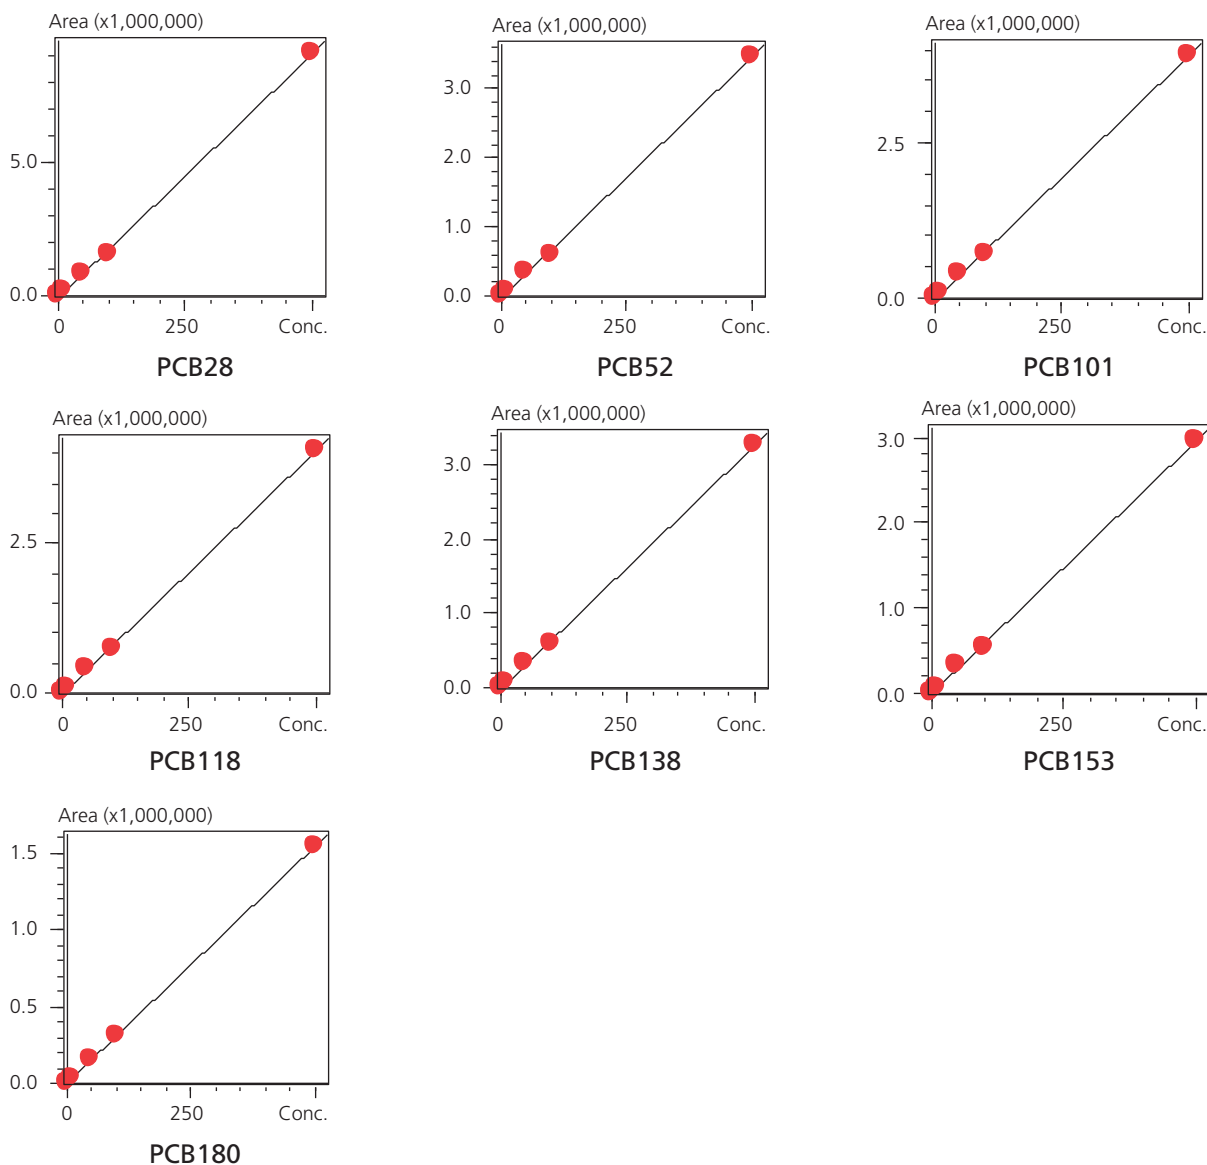 Area (x1,000,000)
5.0
0.0
0 250 Conc.
PCB28
Area (x1,000,000)
3.0
2.0
1.0
0.0
0 250 Conc.
PCB52
Area (x1,000,000)
2.5
0.0
0 250 Conc.
PCB101
Area (x1,000,000)
2.5
0.0
0 250 Conc.
PCB118
Area (x1,000,000)
3.0
2.0
1.0
0.0
0 250 Conc.
PCB138
Area (x1,000,000)
3.0
2.0
1.0
0.0
0 250 Conc.
PCB153
Area (x1,000,000)
1.5
1.0
0.5
0.0
0 250 Conc.
PCB180